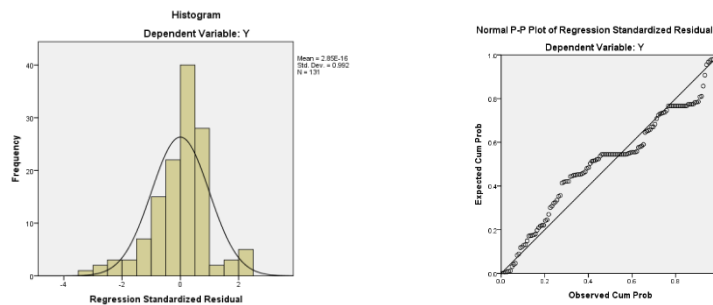 Histogram
Dependent Variable: Y
Mean = 2.85E-16
Std. Dev. = 0.992
N = 131
40
30
20
10
0
Frequency
-4
-2
0
2
Regression Standardized Residual
Normal P-P Plot of Regression Standardized Residual
Dependent Variable: Y
1.0
0.8
0.6
0.4
0.2
0.0
Expected Cum Prob
0.0
0.2
0.4
0.6
0.8
Observed Cum Prob